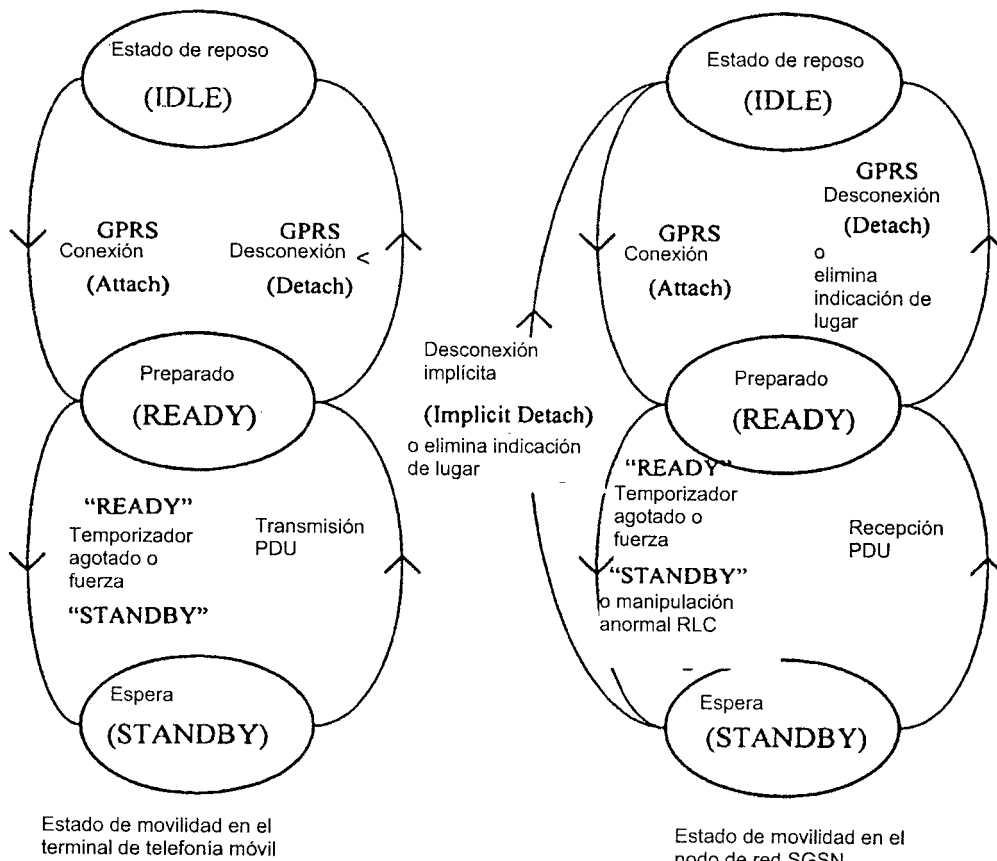 Estado de reposo
(IDLE)
GPRS
Conexión
(Attach)
GPRS
Desconexión <
(Detach)
Preparado
(READY)
“READY”
Temporizador
agotado o
fuerza
“STANDBY”
Transmisión
PDU
Espera
(STANDBY)
Estado de movilidad en el
terminal de telefonía móvil
Estado de reposo
(IDLE)
GPRS
Conexión
(Attach)
GPRS
Desconexión
(Detach)
o
elimina
indicación de
lugar
Desconexión
implícita
(Implicit Detach)
o elimina indicación
de lugar
Preparado
(READY)
“READY”
Temporizador
agotado o
fuerza
“STANDBY”
o manipulación
anormal RLC
Recepción
PDU
Espera
(STANDBY)
Estado de movilidad en el
nodo de red SGSN